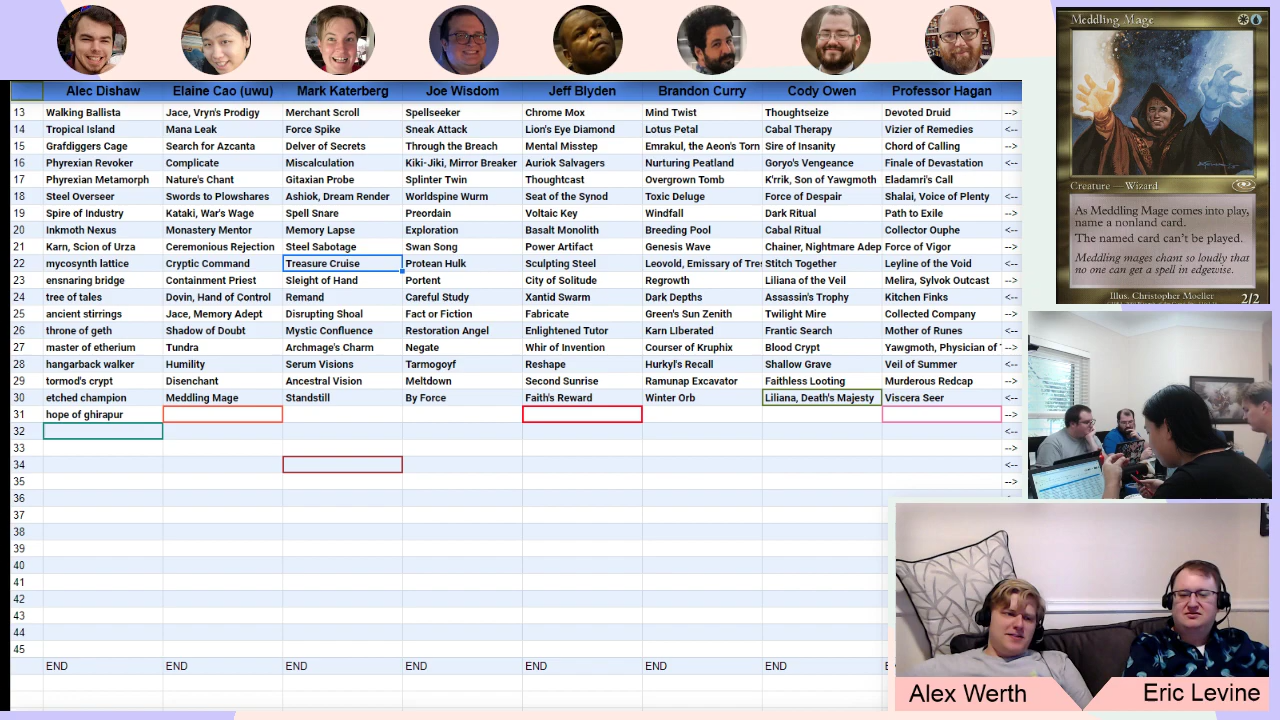 Alec Dishaw Elaine Cao (uwu) Mark Katerberg Joe Wisdom Jeff Blyden Brandon Curry Cody Owen Professor Hagan
13 Walking Ballista Jace, Vryn's Prodigy Merchant Scroll Spellseeker Chrome Mox Mind Twist Thoughtseize Devoted Druid -->
14 Tropical Island Mana Leak Force Spike Sneak Attack Lion's Eye Diamond Lotus Petal Cabal Therapy Vizier of Remedies <--
15 Grafdiggers Cage Search for Azcanta Delver of Secrets Through the Breach Mental Misstep Emrakul, the Aeon's Torn Sire of Insanity Chord of Calling -->
16 Phyrexian Revoker Complicate Miscalculation Kiki-Jiki, Mirror Breaker Auriok Salvagers Nurturing Peatland Goryo's Vengeance Finale of Devastation <--
17 Phyrexian Metamorph Nature's Chant Gitaxian Probe Splinter Twin Thoughtcast Overgrown Tomb K'rrik, Son of Yawgmoth Eladamri's Call
18 Steel Overseer Swords to Plowshares Ashiok, Dream Render Worldspine Wurm Seat of the Synod Toxic Deluge Force of Despair Shalai, Voice of Plenty <--
19 Spire of Industry Kataki, War's Wage Spell Snare Preordain Voltaic Key Windfall Dark Ritual Path to Exile -->
20 Inkmoth Nexus Monastery Mentor Memory Lapse Exploration Basalt Monolith Breeding Pool Cabal Ritual Collector Ouphe <--
21 Karn, Scion of Urza Ceremonious Rejection Steel Sabotage Swan Song Power Artifact Genesis Wave Chainer, Nightmare Adep Force of Vigor -->
22 mycosynth lattice Cryptic Command Treasure Cruise Protean Hulk Sculpting Steel Leovold, Emissary of Tres Stitch Together Leyline of the Void <--
23 ensnaring bridge Containment Priest Sleight of Hand Portent City of Solitude Regrowth Liliana of the Veil Melira, Sylvok Outcast -->
24 tree of tales Dovin, Hand of Control Remand Careful Study Xantid Swarm Dark Depths Assassin's Trophy Kitchen Finks <--
25 ancient stirrings Jace, Memory Adept Disrupting Shoal Fact or Fiction Fabricate Green's Sun Zenith Twilight Mire Collected Company -->
26 throne of geth Shadow of Doubt Mystic Confluence Restoration Angel Enlightened Tutor Karn LIberated Frantic Search Mother of Runes <--
27 master of etherium Tundra Archmage's Charm Negate Whir of Invention Courser of Kruphix Blood Crypt Yawgmoth, Physician of -->
28 hangarback walker Humility Serum Visions Tarmogoyf Reshape Hurkyl's Recall Shallow Grave Veil of Summer <--
29 tormod's crypt Disenchant Ancestral Vision Meltdown Second Sunrise Ramunap Excavator Faithless Looting Murderous Redcap -->
30 etched champion Meddling Mage Standstill By Force Faith's Reward Winter Orb Liliana, Death's Majesty Viscera Seer <--
31 hope of ghirapur -->
32 <--
33 -->
34 <--
35 -->
36
37
38
39
40
41
42
43
44
45
END END END END END END END
Meddling Mage
Creature — Wizard
As Meddling Mage comes into play,
name a nonland card.
The named card can't be played.
Meddling mages chant so loudly that
no one can get a spell in edgewise.
Illus. Christopher Moeller
2/2
Alex Werth
Eric Levine